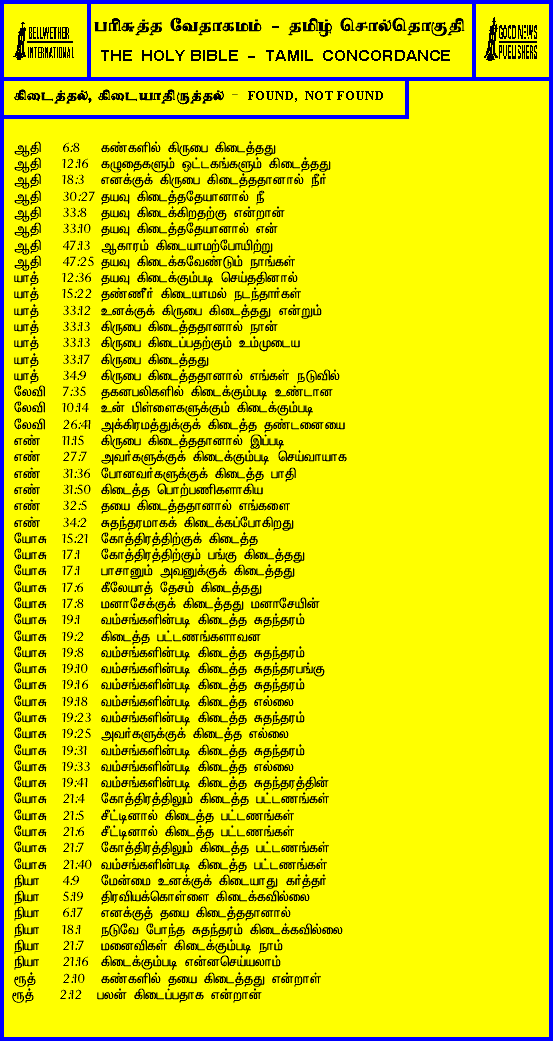 BELLWETHER
INTERNATIONAL
பரிசுத்த வேதாகமம் - தமிழ் சொல்தொகுதி
THE HOLY BIBLE - TAMIL CONCORDANCE
GOOD NEWS
PUBLISHERS
கிடைத்தல், கிடையாதிருத்தல் - FOUND, NOT FOUND
ஆதி 6:8 கண்களில் கிருபை கிடைத்தது
ஆதி 12:16 கழுதைகளும் ஒட்டகங்களும் கிடைத்தது
ஆதி 18:3 எனக்குக் கிருபை கிடைத்ததானால் நீர்
ஆதி 30:27 தயவு கிடைத்ததேயானால் நீ
ஆதி 33:8 தயவு கிடைக்கிறதற்கு என்றான்
ஆதி 33:10 தயவு கிடைத்ததேயானால் என்
ஆதி 47:13 ஆகாரம் கிடையாமற்போயிற்று
ஆதி 47:25 தயவு கிடைக்கவேண்டும் நாங்கள்
யாத் 12:36 தயவு கிடைக்கும்படி செய்ததினால்
யாத் 15:22 தண்ணீர் கிடையாமல் நடந்தார்கள்
யாத் 33:12 உனக்குக் கிருபை கிடைத்தது என்றும்
யாத் 33:13 கிருபை கிடைத்ததானால் நான்
யாத் 33:13 கிருபை கிடைப்பதற்கும் உம்முடைய
யாத் 33:17 கிருபை கிடைத்தது
யாத் 34:9 கிருபை கிடைத்ததானால் எங்கள் நடுவில்
லேவி 7:35 தகனபலிகளில் கிடைக்கும்படி உண்டான
லேவி 10:14 உன் பிள்ளைகளுக்கும் கிடைக்கும்படி
லேவி 26:41 அக்கிரமத்துக்குக் கிடைத்த தண்டனையை
எண் 11:15 கிருபை கிடைத்ததானால் இப்படி
எண் 27:7 அவர்களுக்குக் கிடைக்கும்படி செய்வாயாக
எண் 31:36 போனவர்களுக்குக் கிடைத்த பாதி
எண் 31:50 கிடைத்த பொற்பணிகளாகிய
எண் 32:5 தயை கிடைத்ததானால் எங்களை
எண் 34:2 சுதந்தரமாகக் கிடைக்கப்போகிறது
யோசு 15:21 கோத்திரத்திற்குக் கிடைத்த
யோசு 17:1 கோத்திரத்திற்கும் பங்கு கிடைத்தது
யோசு 17:1 பாசானும் அவனுக்குக் கிடைத்தது
யோசு 17:6 கீலேயாத் தேசம் கிடைத்தது
யோசு 17:8 மனாசேக்குக் கிடைத்தது மனாசேயின்
யோசு 19:1 வம்சங்களின்படி கிடைத்த சுதந்தரம்
யோசு 19:2 கிடைத்த பட்டணங்களாவன
யோசு 19:8 வம்சங்களின்படி கிடைத்த சுதந்தரம்
யோசு 19:10 வம்சங்களின்படி கிடைத்த சுதந்தரபங்கு
யோசு 19:16 வம்சங்களின்படி கிடைத்த சுதந்தரம்
யோசு 19:18 வம்சங்களின்படி கிடைத்த எல்லை
யோசு 19:23 வம்சங்களின்படி கிடைத்த சுதந்தரம்
யோசு 19:25 அவர்களுக்குக் கிடைத்த எல்லை
யோசு 19:31 வம்சங்களின்படி கிடைத்த சுதந்தரம்
யோசு 19:33 வம்சங்களின்படி கிடைத்த எல்லை
யோசு 19:41 வம்சங்களின்படி கிடைத்த சுதந்தரத்தின்
யோசு 21:4 கோத்திரத்திலும் கிடைத்த பட்டணங்கள்
யோசு 21:5 சீட்டினால் கிடைத்த பட்டணங்கள்
யோசு 21:6 சீட்டினால் கிடைத்த பட்டணங்கள்
யோசு 21:7 கோத்திரத்திலும் கிடைத்த பட்டணங்கள்
யோசு 21:40 வம்சங்களின்படி கிடைத்த பட்டணங்கள்
நியா 4:9 மேன்மை உனக்குக் கிடையாது கர்த்தர்
நியா 5:19 திரவியக்கொள்ளை கிடைக்கவில்லை
நியா 6:17 எனக்குத் தயை கிடைத்ததானால்
நியா 18:1 நடுவே போந்த சுதந்தரம் கிடைக்கவில்லை
நியா 21:7 மனைவிகள் கிடைக்கும்படி நாம்
நியா 21:16 கிடைக்கும்படி என்னசெய்யலாம்
ரூத் 2:10 கண்களில் தயை கிடைத்தது என்றாள்
ரூத் 2:12 பலன் கிடைப்பதாக என்றான்